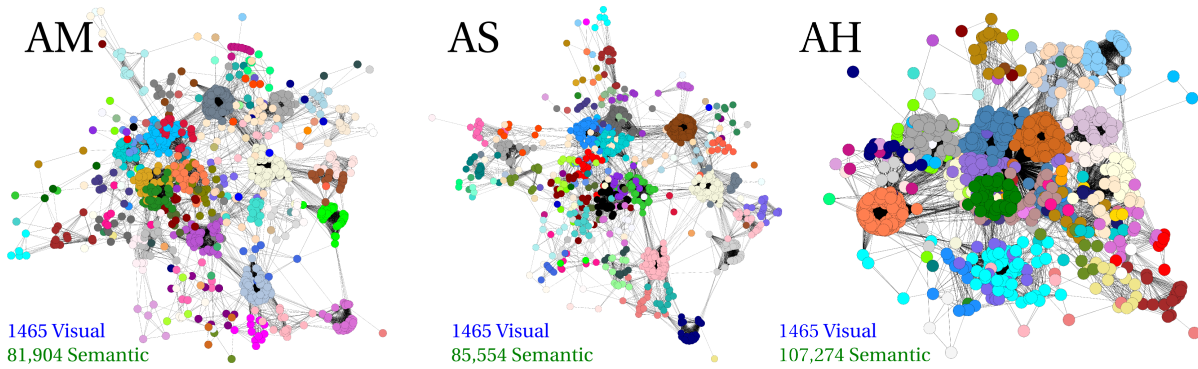 AM
1465 Visual
81,904 Semantic
AS
1465 Visual
85,554 Semantic
AH
1465 Visual
107,274 Semantic